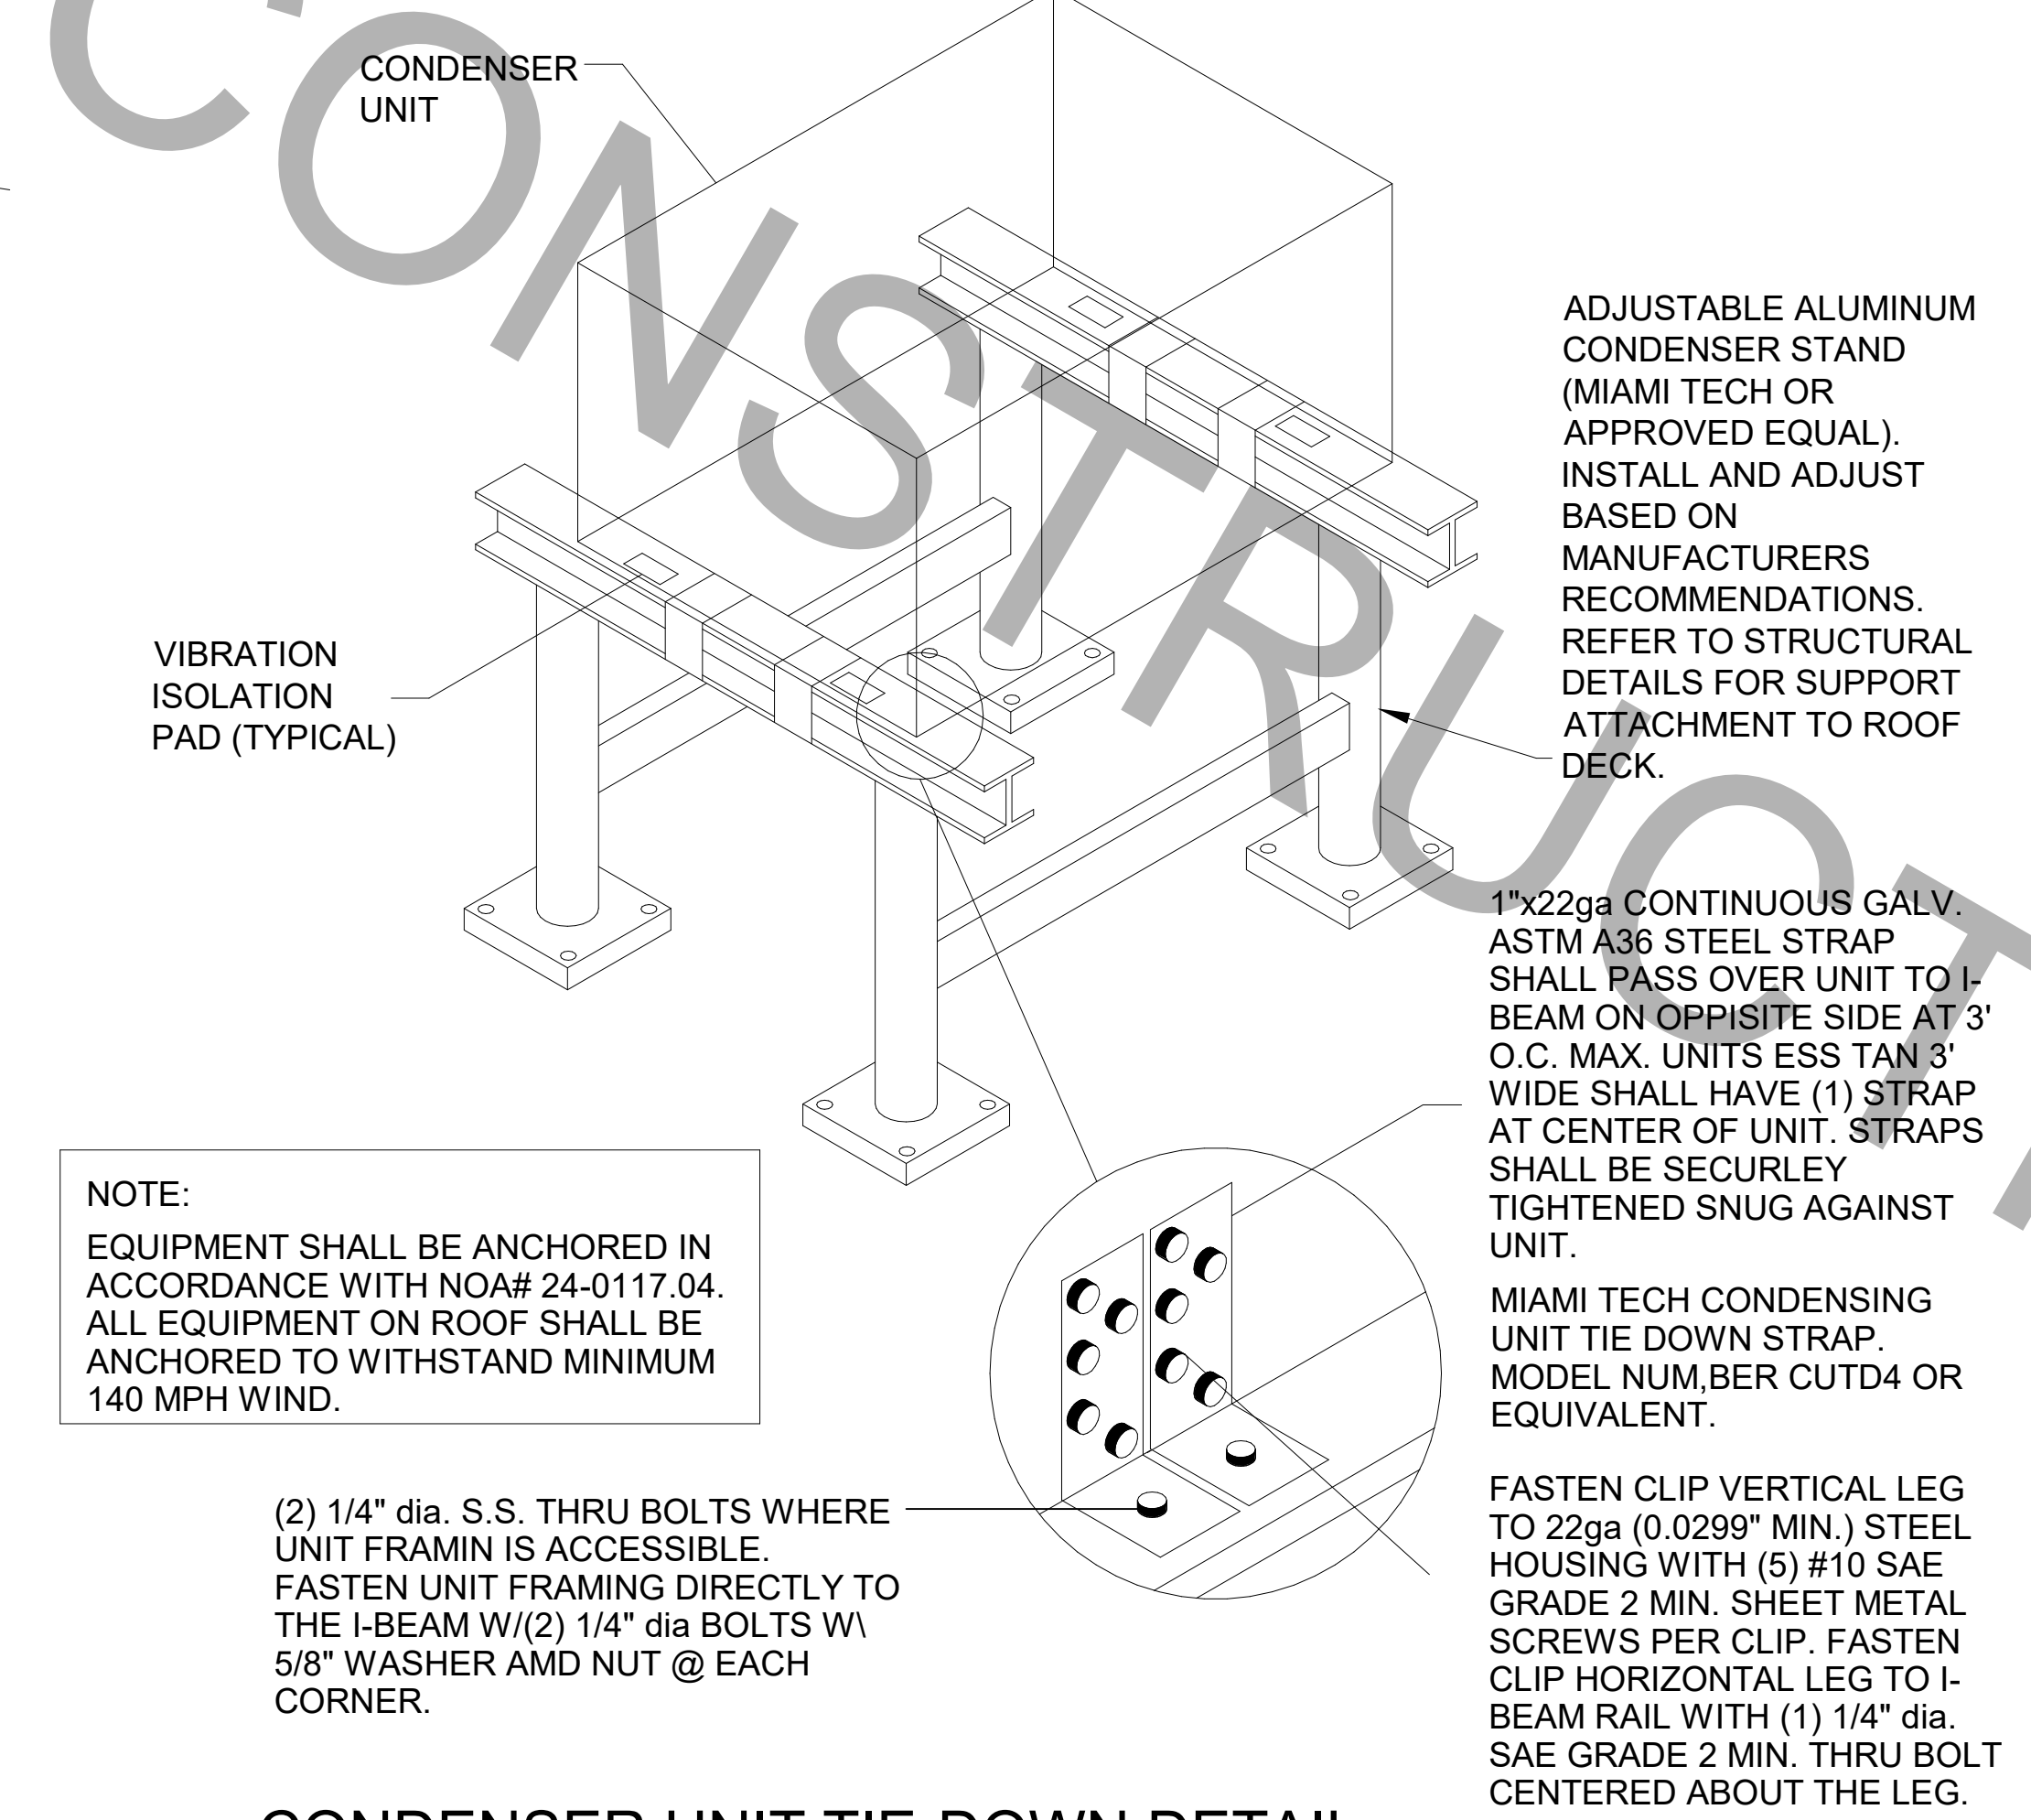 CONSTRUCTI
CONDENSER
UNIT
ADJUSTABLE ALUMINUM
CONDENSER STAND
(MIAMI TECH OR
APPROVED EQUAL).
INSTALL AND ADJUST
BASED ON
MANUFACTURERS
RECOMMENDATIONS.
REFER TO STRUCTURAL
DETAILS FOR SUPPORT
ATTACHMENT TO ROOF
DECK.
VIBRATION
ISOLATION
PAD (TYPICAL)
1"x22ga CONTINUOUS GALV.
ASTM A36 STEEL STRAP
SHALL PASS OVER UNIT TO I-
BEAM ON OPPISITE SIDE AT 3'
O.C. MAX. UNITS ESS TAN 3'
WIDE SHALL HAVE (1) STRAP
AT CENTER OF UNIT. STRAPS
SHALL BE SECURLEY
TIGHTENED SNUG AGAINST
UNIT.
MIAMI TECH CONDENSING
UNIT TIE DOWN STRAP.
MODEL NUM,BER CUTD4 OR
EQUIVALENT.
NOTE:
EQUIPMENT SHALL BE ANCHORED IN
ACCORDANCE WITH NOA# 24-0117.04.
ALL EQUIPMENT ON ROOF SHALL BE
ANCHORED TO WITHSTAND MINIMUM
140 MPH WIND.
(2) 1/4" dia. S.S. THRU BOLTS WHERE
UNIT FRAMIN IS ACCESSIBLE.
FASTEN UNIT FRAMING DIRECTLY TO
THE I-BEAM W/(2) 1/4" dia BOLTS W\
5/8" WASHER AMD NUT @ EACH
CORNER.
FASTEN CLIP VERTICAL LEG
TO 22ga (0.0299" MIN.) STEEL
HOUSING WITH (5) #10 SAE
GRADE 2 MIN. SHEET METAL
SCREWS PER CLIP. FASTEN
CLIP HORIZONTAL LEG TO I-
BEAM RAIL WITH (1) 1/4" dia.
SAE GRADE 2 MIN. THRU BOLT
CENTERED ABOUT THE LEG.
CONDENSER UNIT TIE DOWN DETAIL